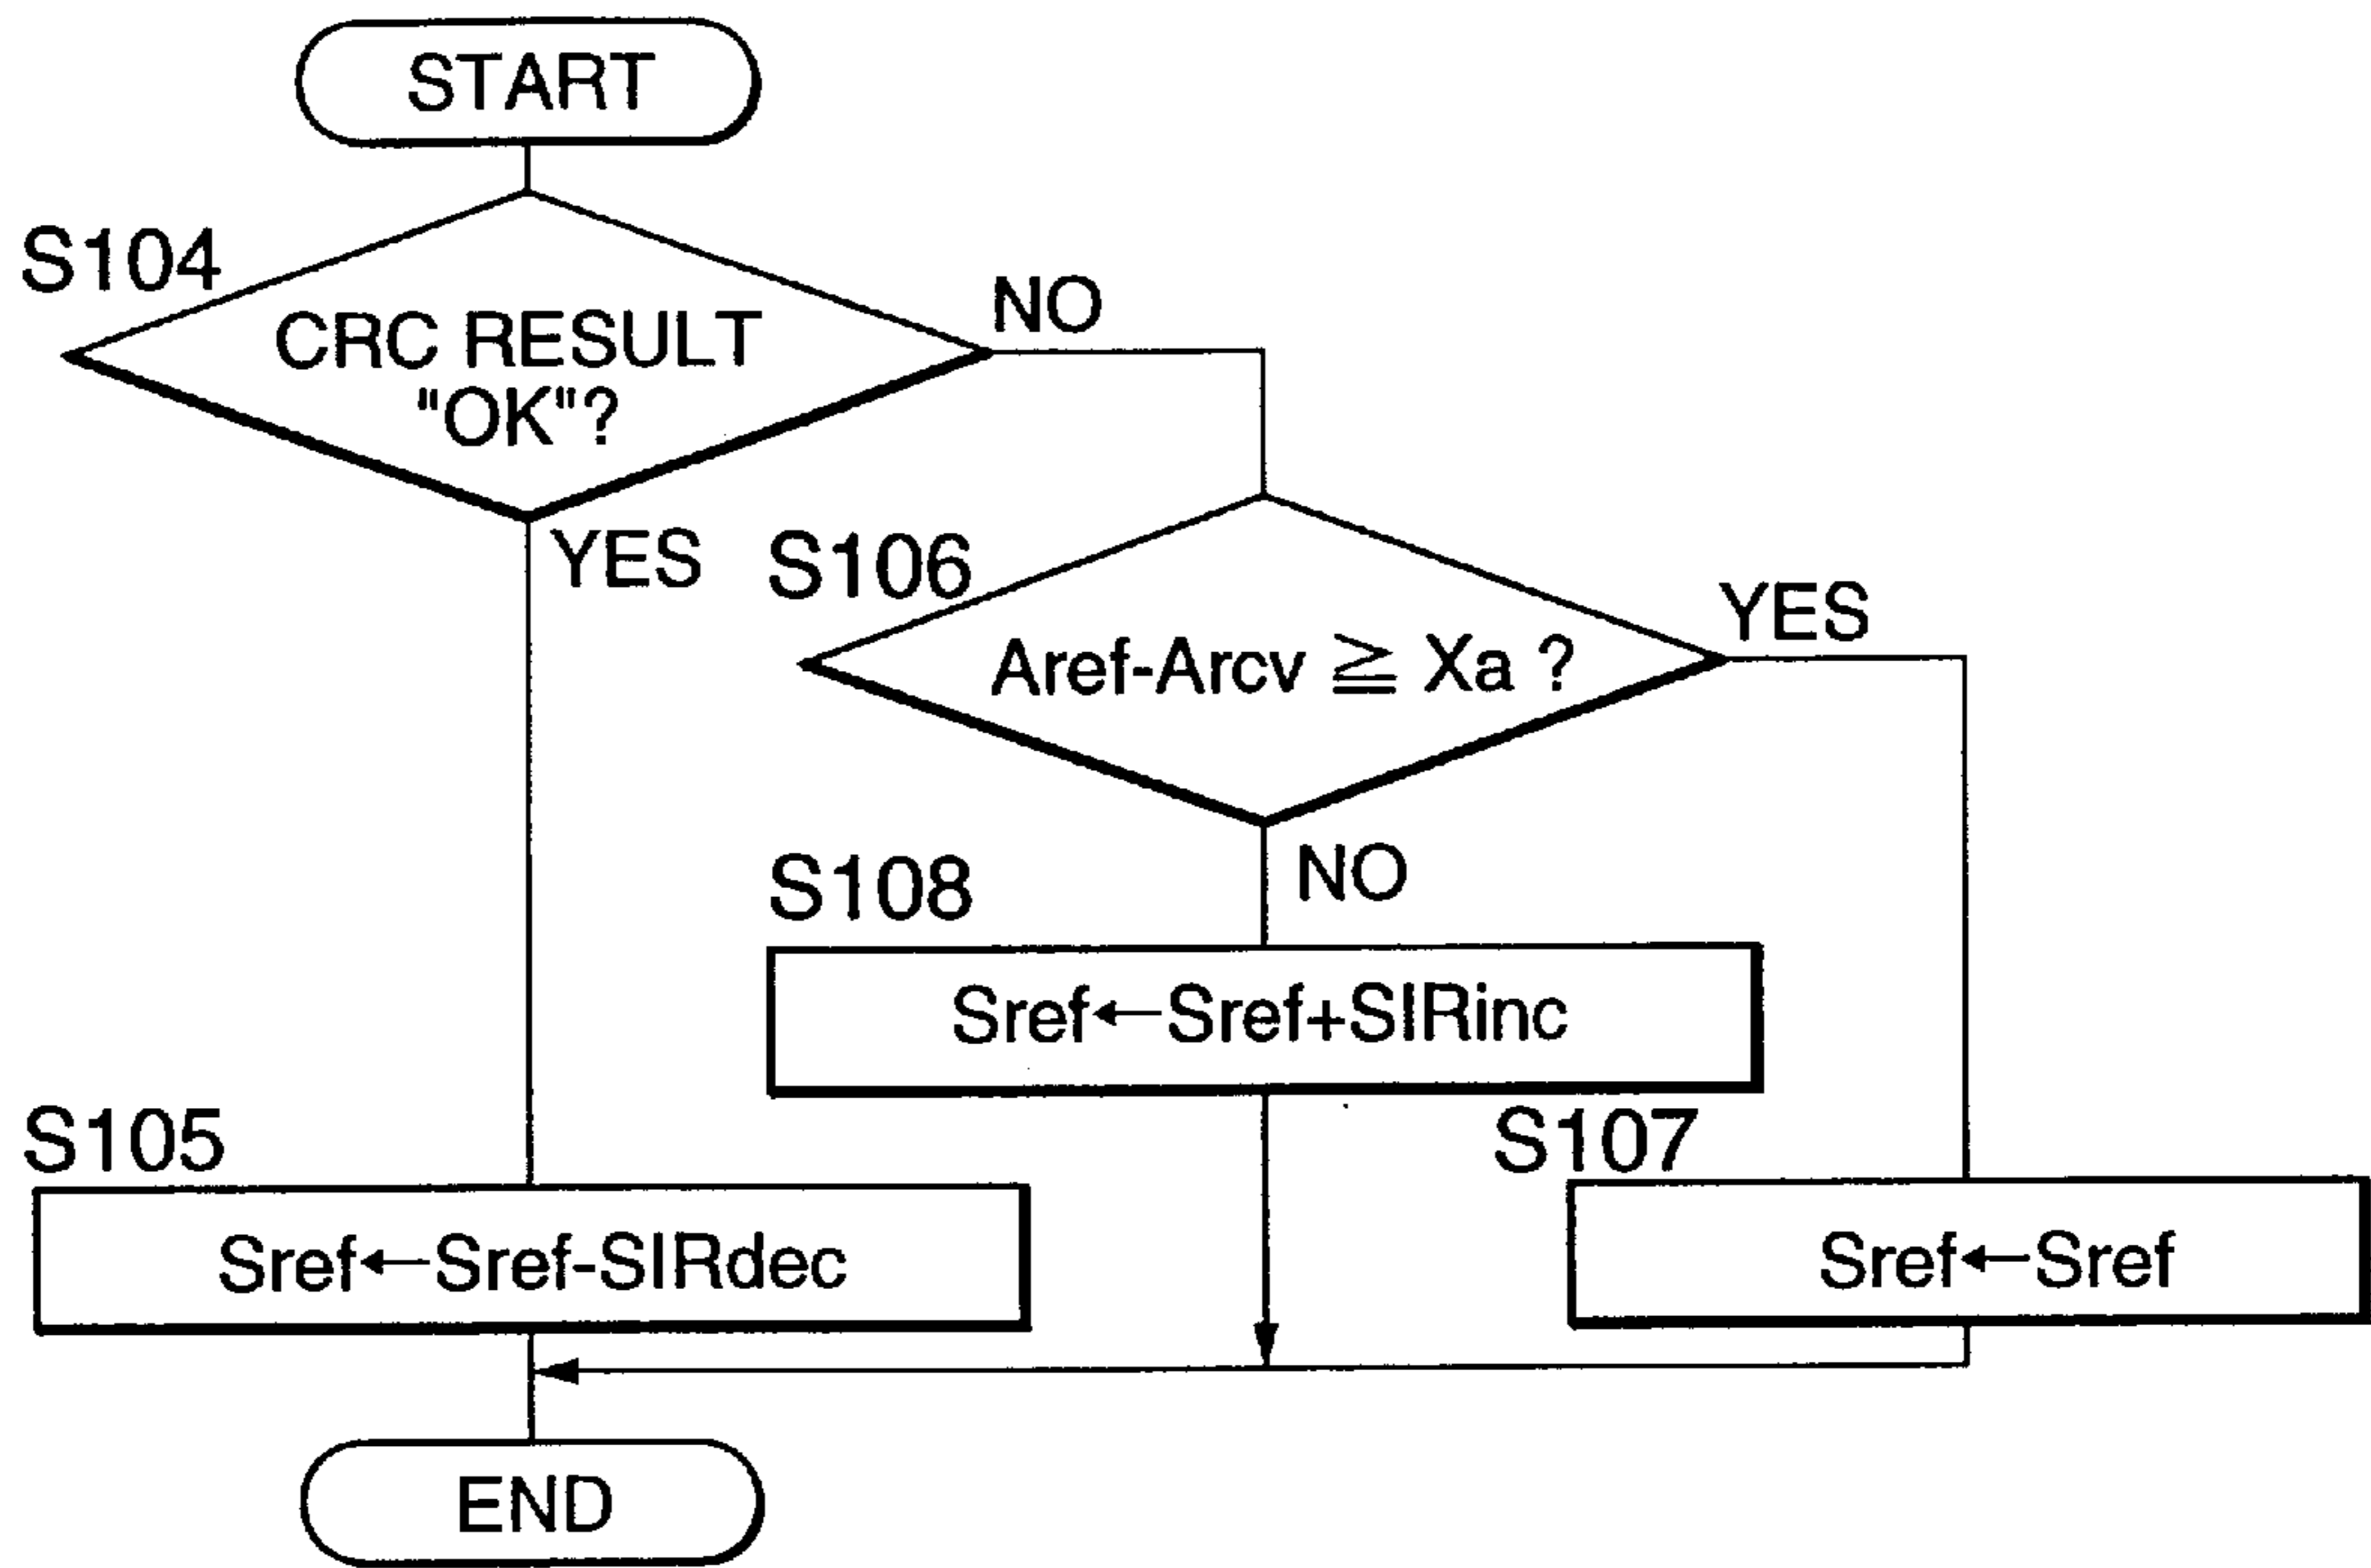 START
S104
CRC RESULT
"OK"?
NO
YES
S106
Aref-Arcv ≧ Xa ?
YES
NO
S108
Sref←Sref+SIRinc
S105
Sref←Sref-SIRdec
S107
Sref←Sref
END